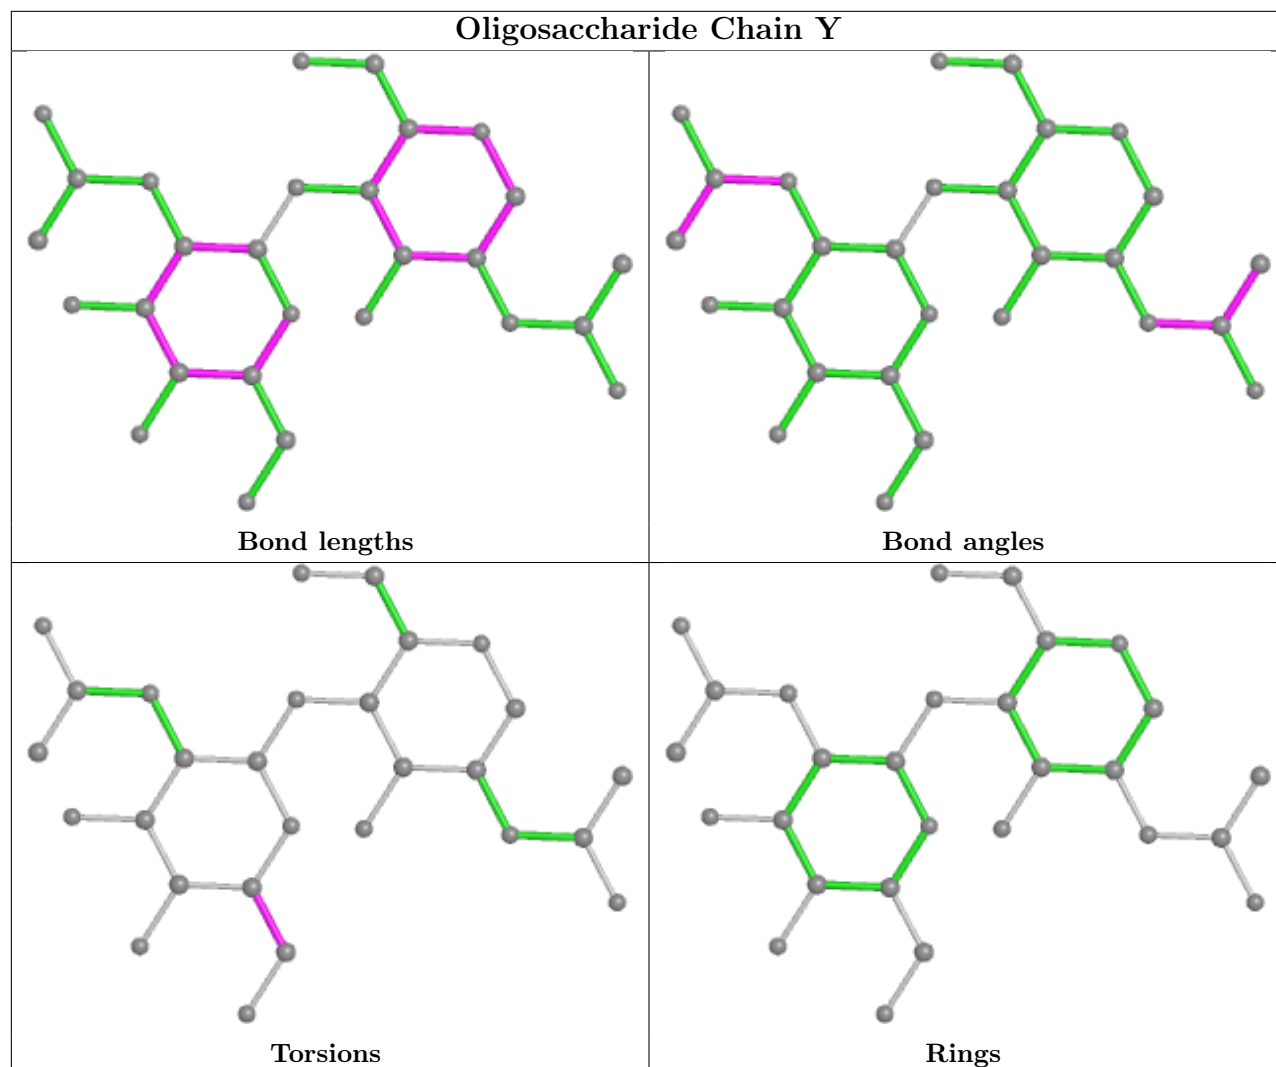 Oligosaccharide Chain Y
Bond lengths
Bond angles
Torsions
Rings